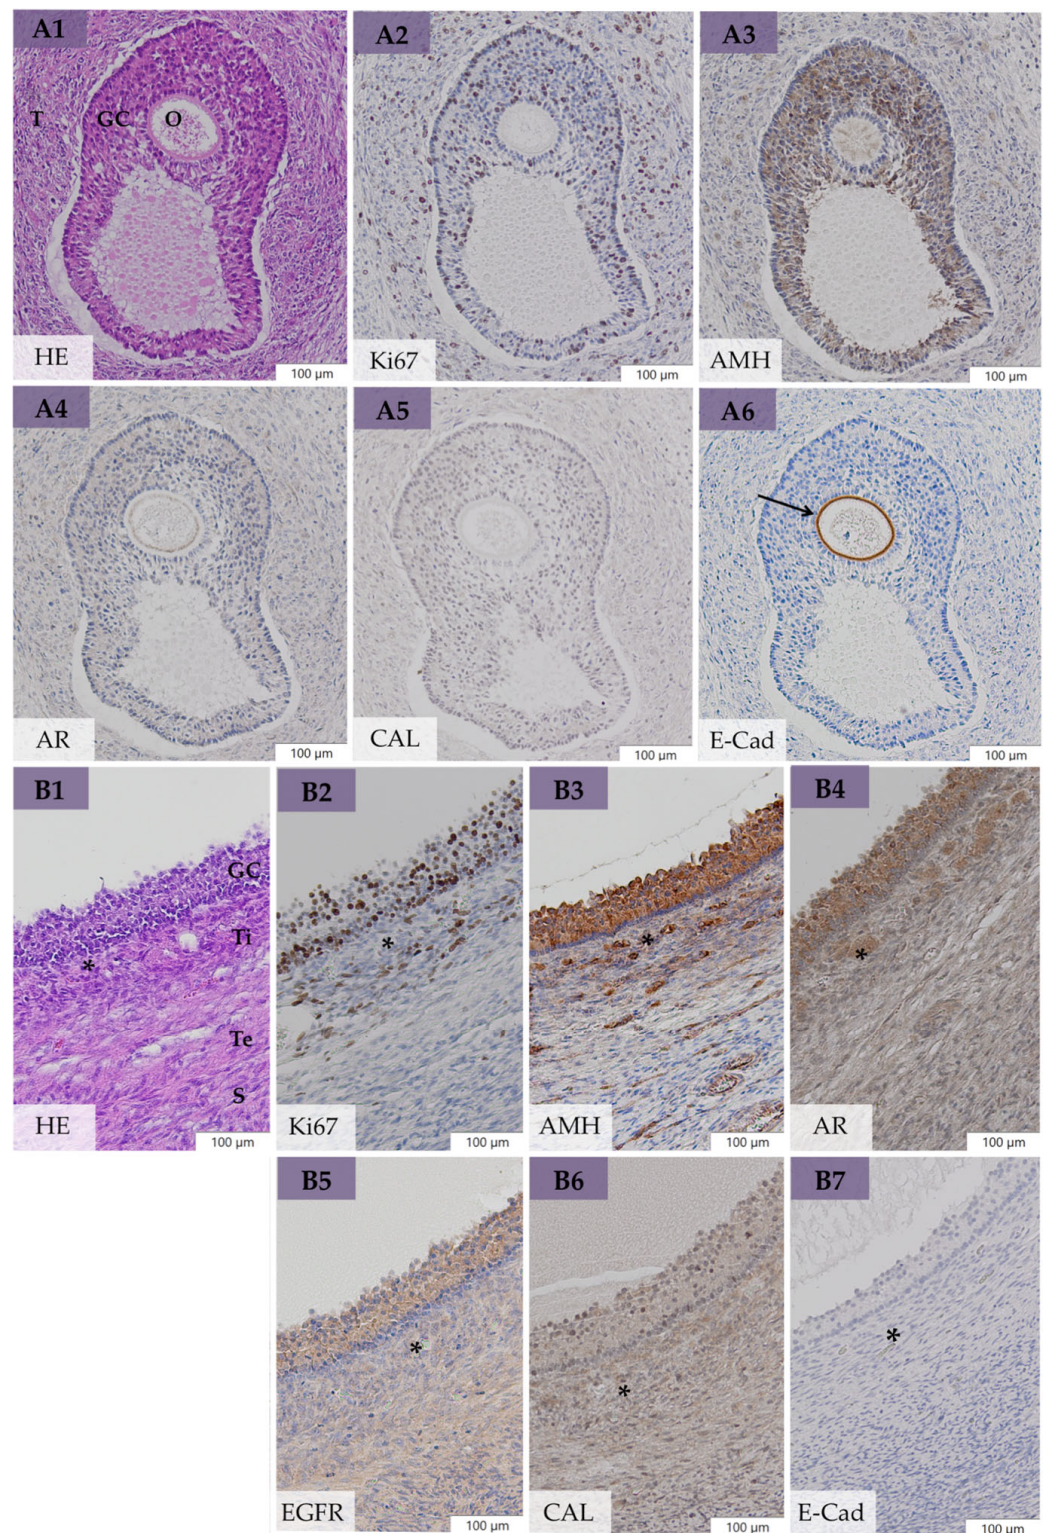 A1
A2
A3
T GC O
HE
100 µm
Ki67
100 µm
AMH
100 µm
A4
A5
A6
AR
100 µm
CAL
100 µm
E-Cad
100 µm
B1
B2
B3
B4
GC
Ti
*
*
*
*
Te
S
HE
100 µm
Ki67
100 µm
AMH
100 µm
AR
100 µm
B5
B6
B7
*
*
*
EGFR
100 µm
CAL
100 µm
E-Cad
100 µm